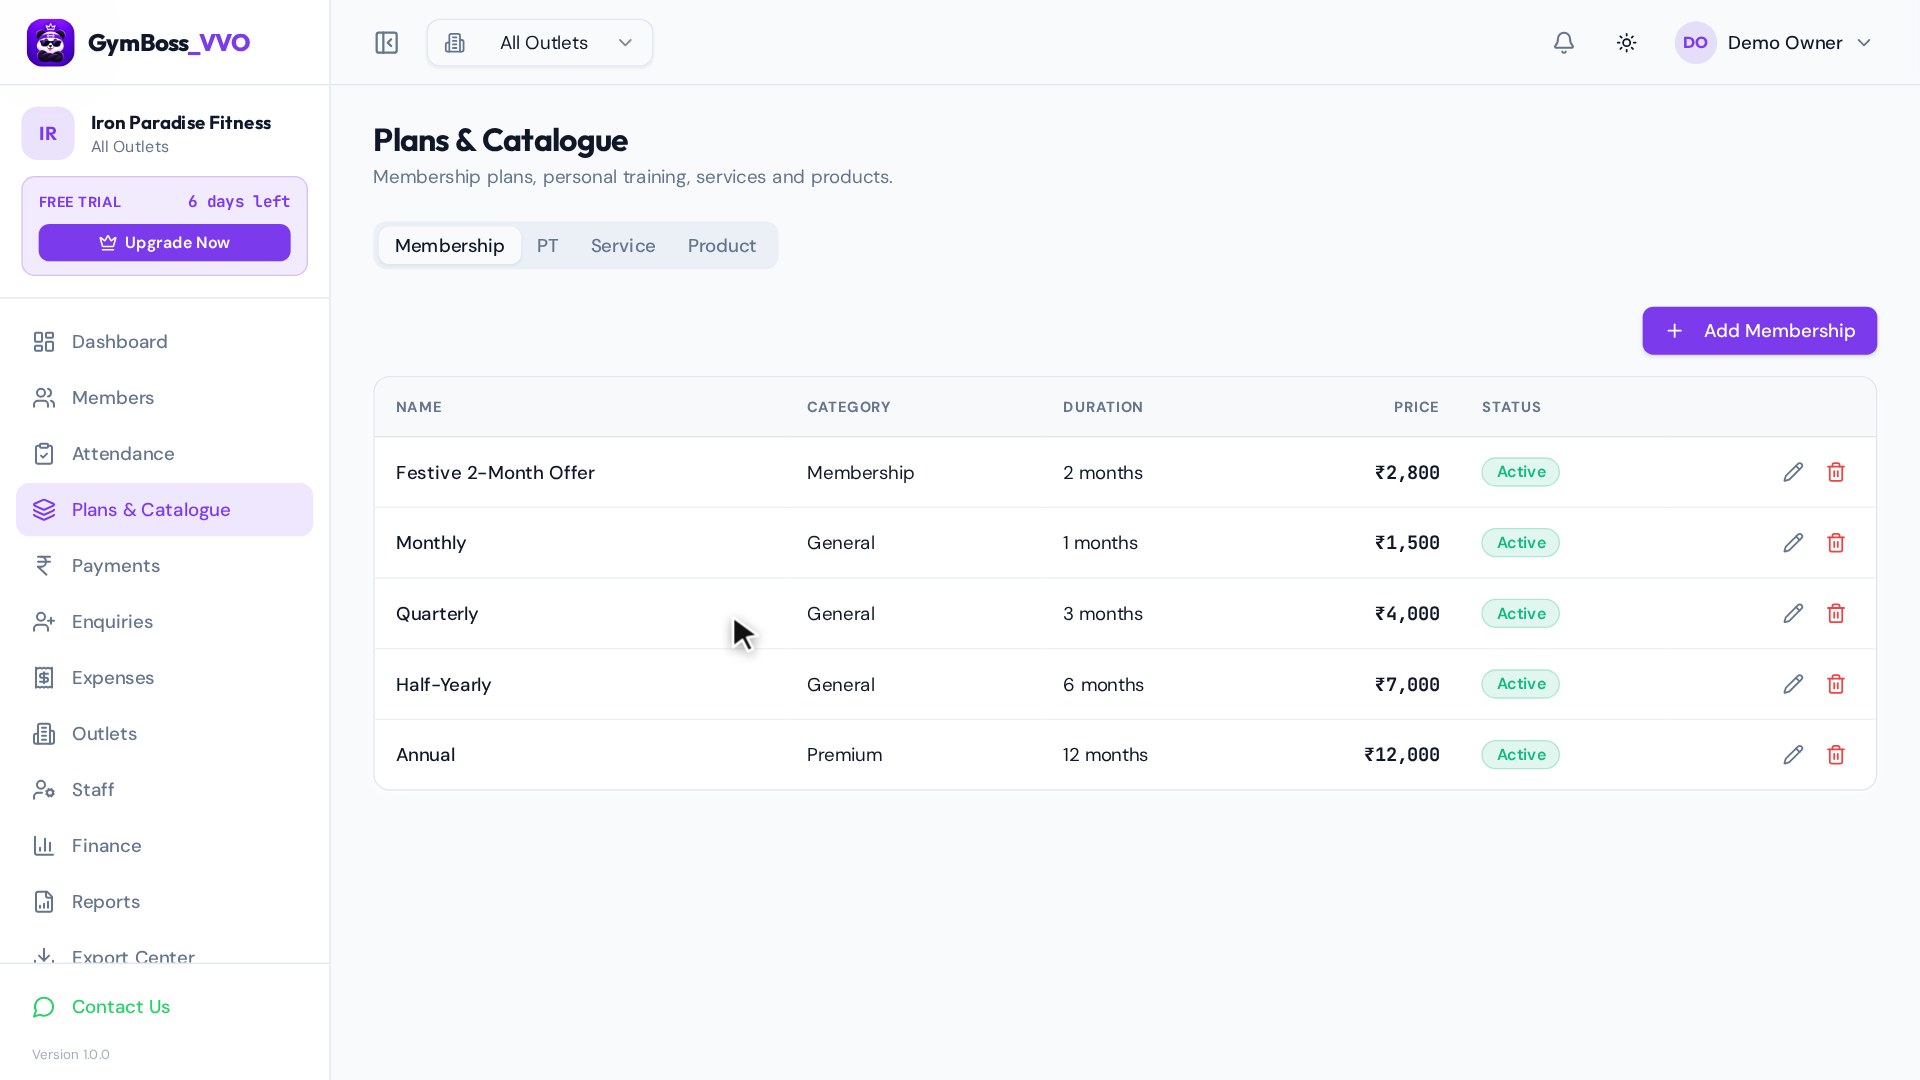 GymBoss_VVO
All Outlets
DO Demo Owner
IR
Iron Paradise Fitness
All Outlets
FREE TRIAL 6 days left
Upgrade Now
Dashboard
Members
Attendance
Plans & Catalogue
Payments
Enquiries
Expenses
Outlets
Staff
Finance
Reports
Export Center
Contact Us
Version 1.0.0
Plans & Catalogue
Membership plans, personal training, services and products.
Membership PT Service Product
Add Membership
NAME CATEGORY DURATION PRICE STATUS
Festive 2-Month Offer Membership 2 months ₹2,800 Active
Monthly General 1 months ₹1,500 Active
Quarterly General 3 months ₹4,000 Active
Half-Yearly General 6 months ₹7,000 Active
Annual Premium 12 months ₹12,000 Active